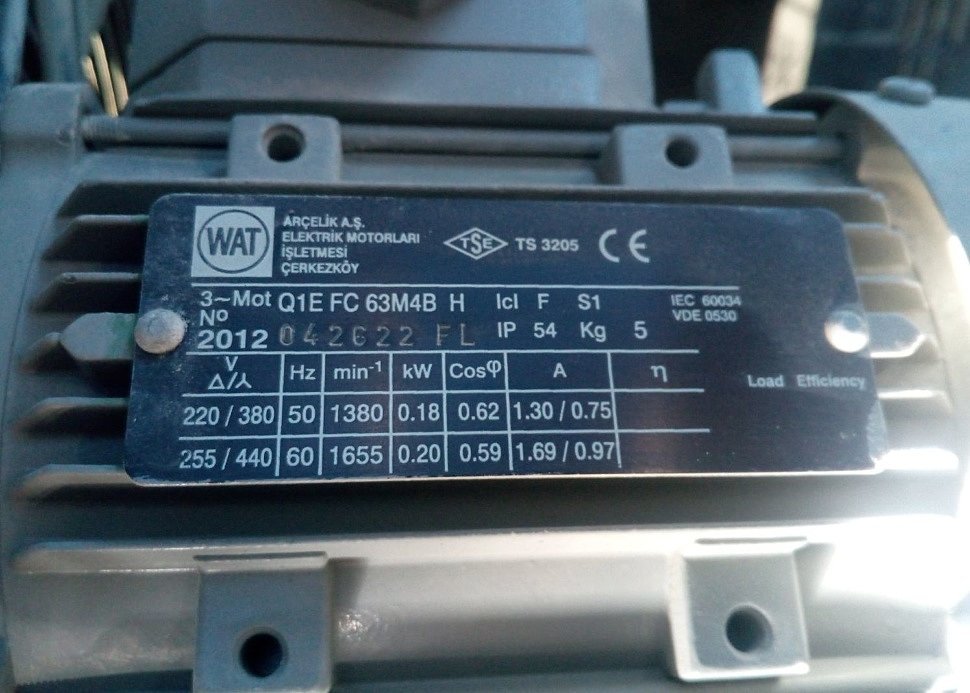 WAT
ARÇELİK A.Ş.
ELEKTRİK MOTORLARI
İŞLETMESİ
ÇERKEZKÖY
TSE TS 3205 CE
3~Mot Q1E FC 63M4B H Icl F S1 IEC 60034
Nº VDE 0530
2012 042622 FL IP 54 Kg 5
V Δ/⅄ Hz min⁻¹ kW Cosφ A η Load Efficiency
220 / 380 50 1380 0.18 0.62 1.30 / 0.75
255 / 440 60 1655 0.20 0.59 1.69 / 0.97